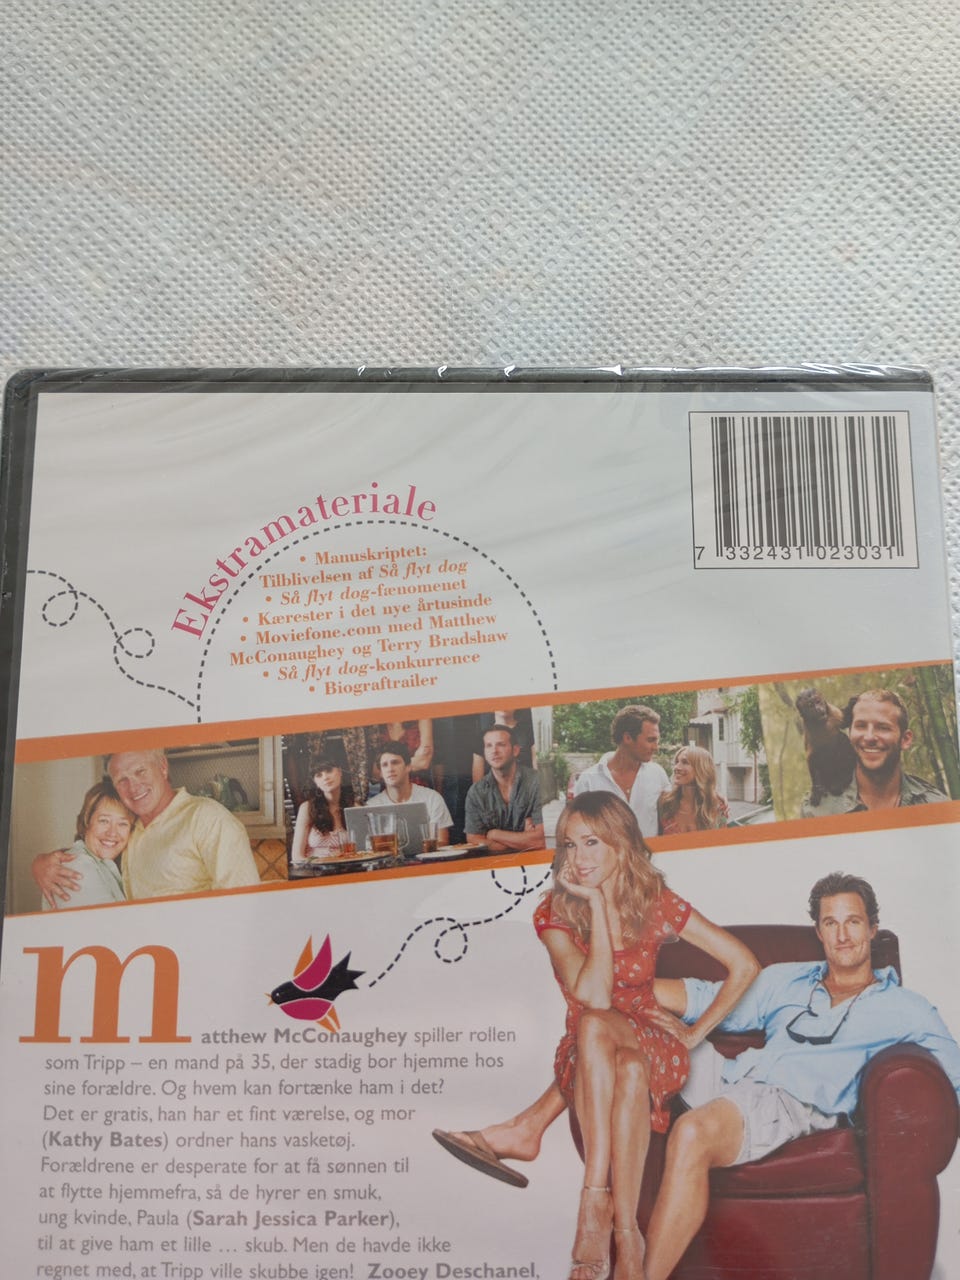 Ekstramateriale
• Manuskriptet:
Tilblivelsen af Så flyt dog
• Så flyt dog-fænomenet
• Kærester i det nye årtusinde
• Moviefone.com med Matthew
McConaughey og Terry Bradshaw
• Så flyt dog-konkurrence
• Biograftrailer
7 332431 023031
matthew McConaughey spiller rollen
som Tripp – en mand på 35, der stadig bor hjemme hos
sine forældre. Og hvem kan fortænke ham i det?
Det er gratis, han har et fint værelse, og mor
(Kathy Bates) ordner hans vasketøj.
Forældrene er desperate for at få sønnen til
at flytte hjemmefra, så de hyrer en smuk,
ung kvinde, Paula (Sarah Jessica Parker),
til at give ham et lille ... skub. Men de havde ikke
regnet med, at Tripp ville skubbe igen! Zooey Deschanel,